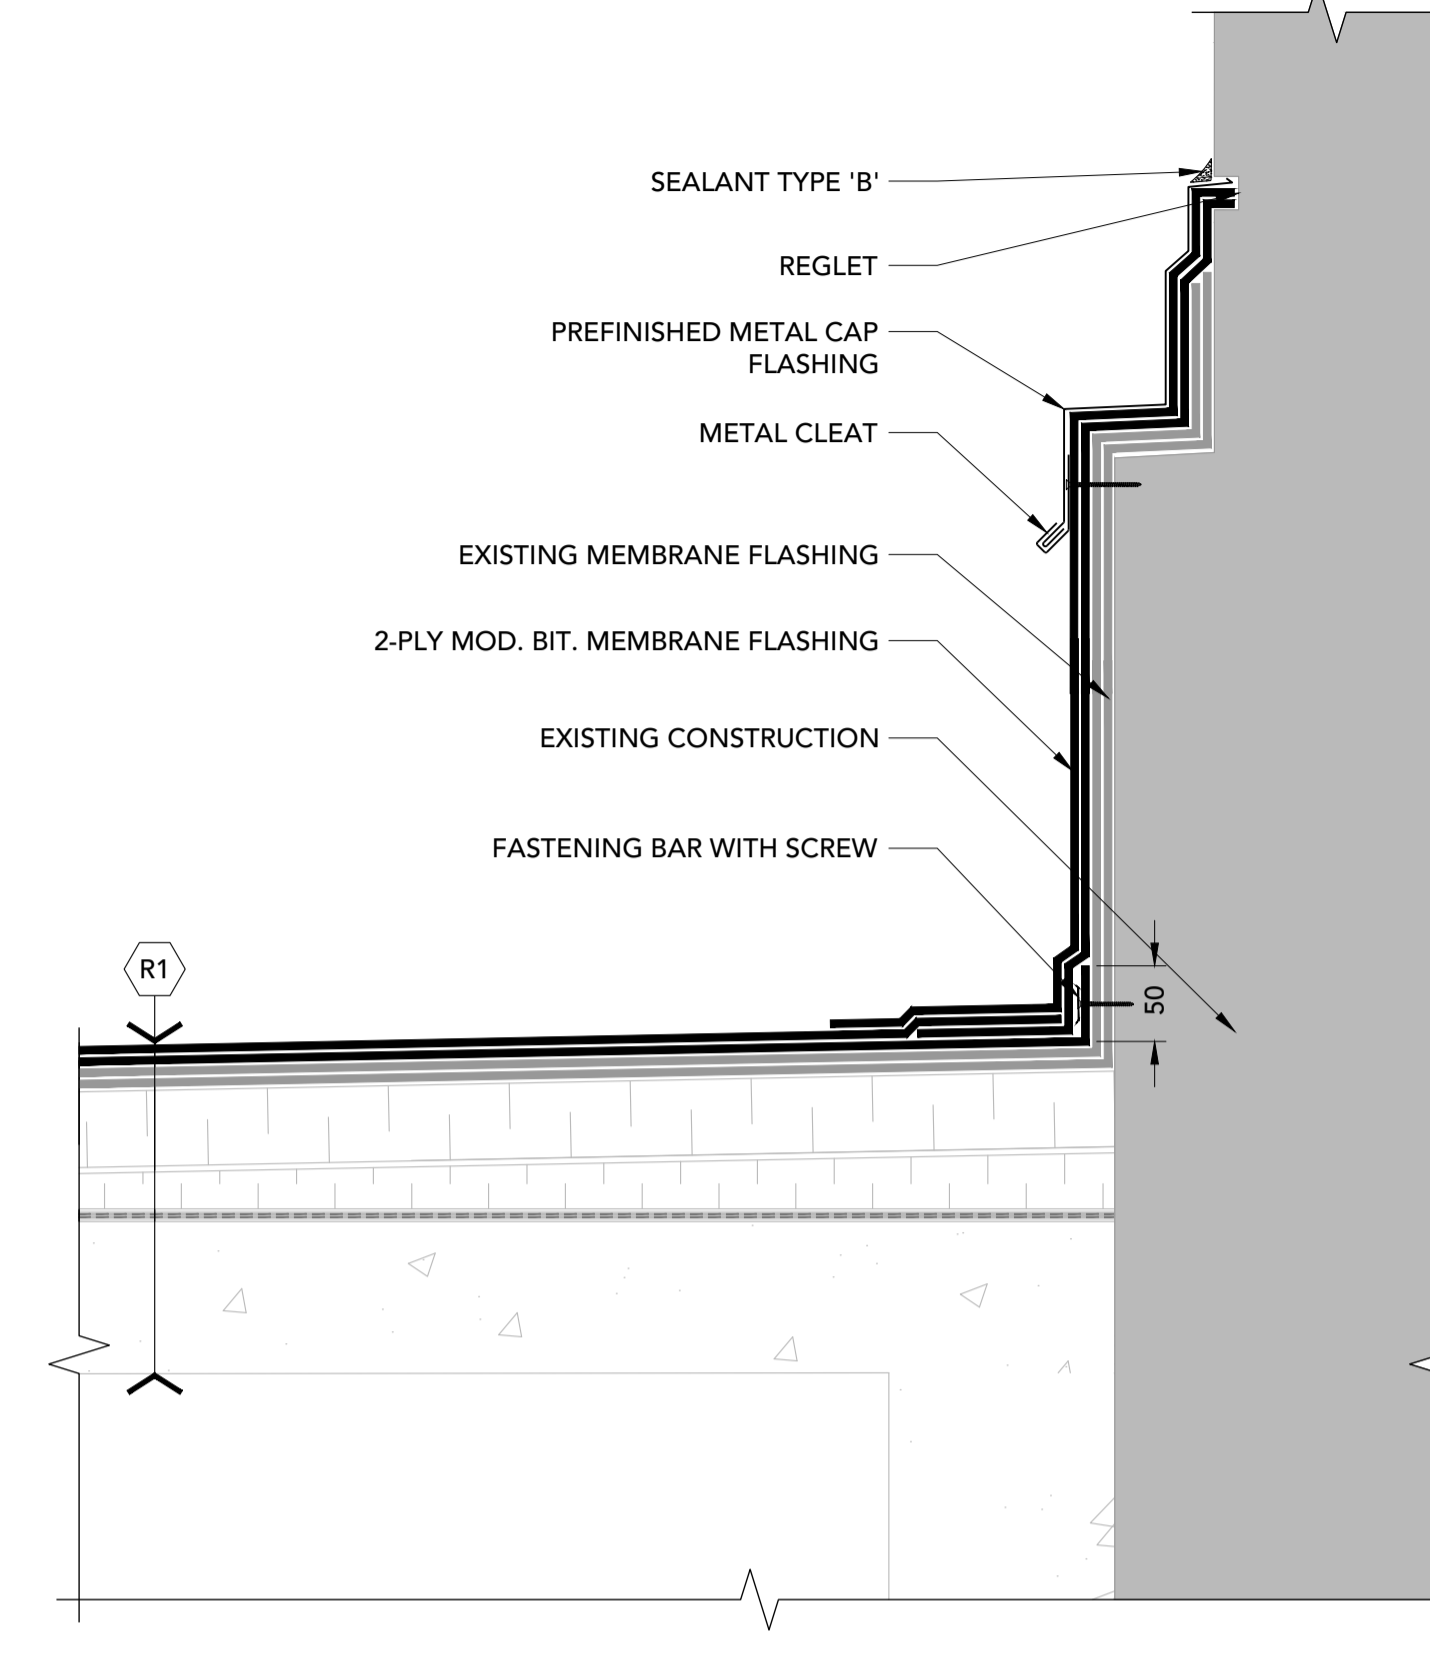 SEALANT TYPE 'B'
REGLET
PREFINISHED METAL CAP
FLASHING
METAL CLEAT
EXISTING MEMBRANE FLASHING
2-PLY MOD. BIT. MEMBRANE FLASHING
EXISTING CONSTRUCTION
FASTENING BAR WITH SCREW
R1
50